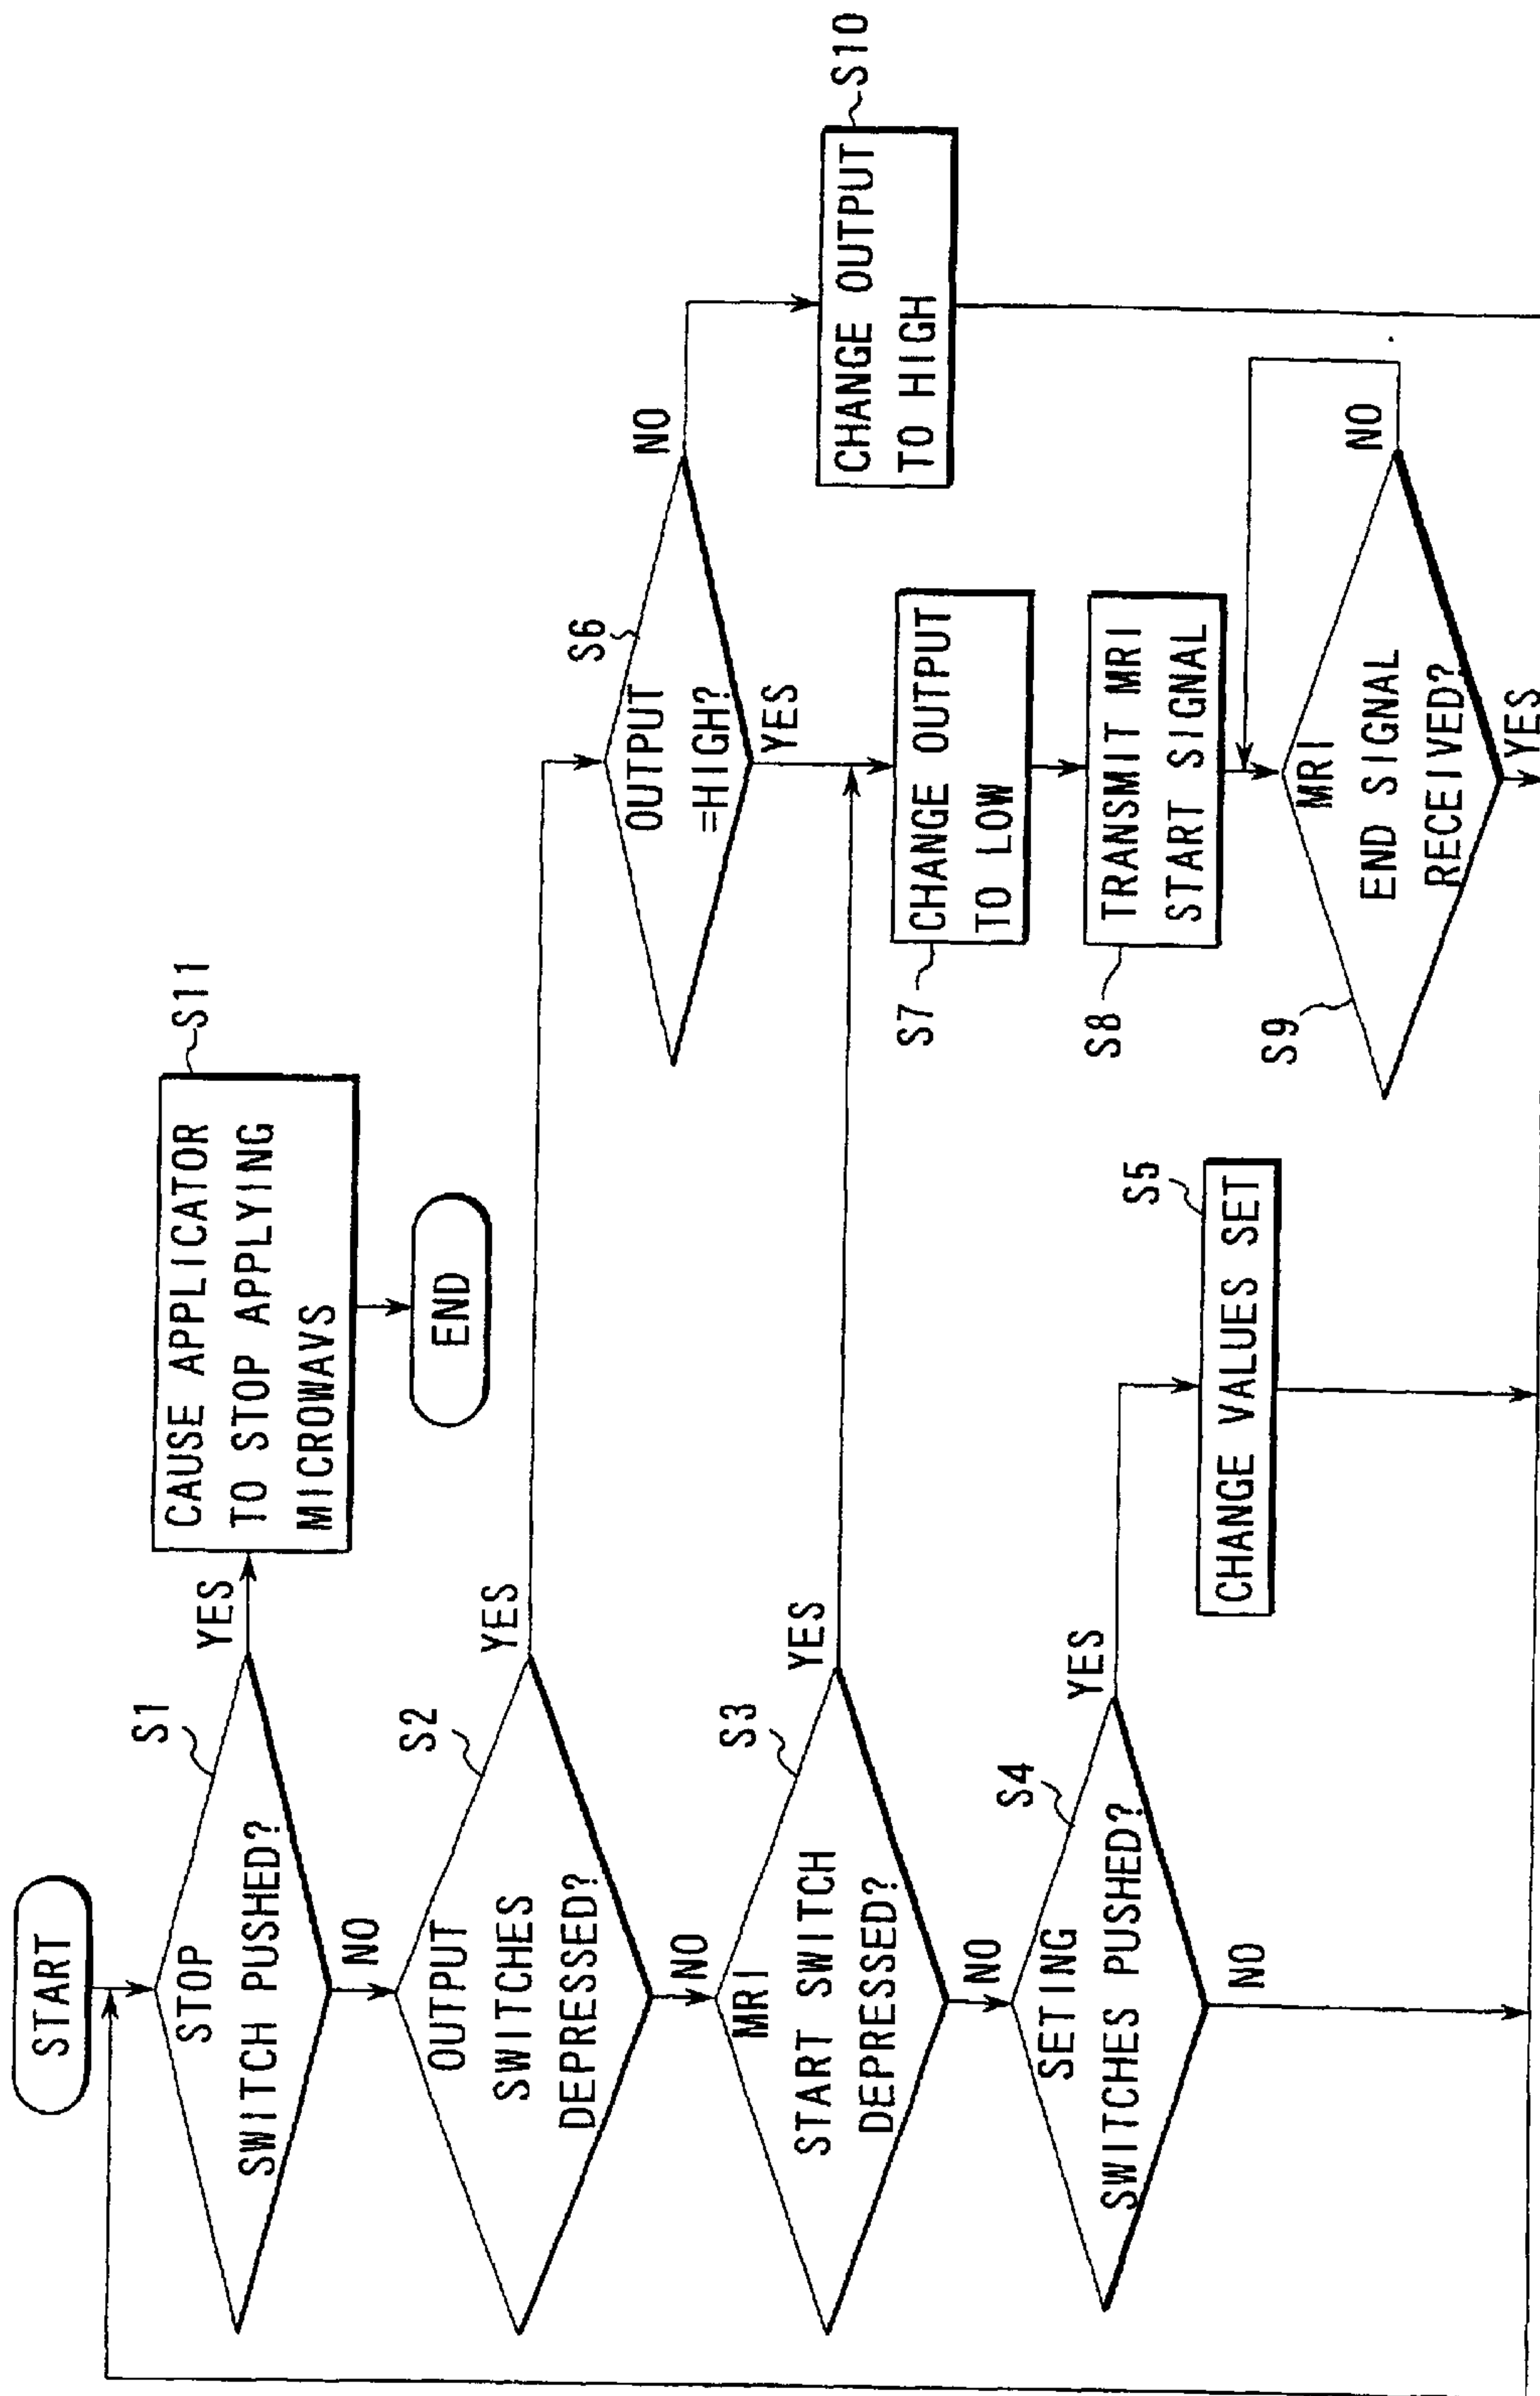 START
S1
STOP
SWITCH PUSHED?
YES
NO
CAUSE APPLICATOR
TO STOP APPLYING
MICROWAVS
S11
END
S2
OUTPUT
SWITCHES
DEPRESSED?
YES
NO
S6
OUTPUT
=HIGH?
NO
YES
CHANGE OUTPUT
TO HIGH
S10
S3
MRI
START SWITCH
DEPRESSED?
YES
NO
S7
CHANGE OUTPUT
TO LOW
S8
TRANSMIT MRI
START SIGNAL
S4
SETING
SWITCHES PUSHED?
YES
NO
S5
CHANGE VALUES SET
S9
MRI
END SIGNAL
RECEIVED?
NO
YES